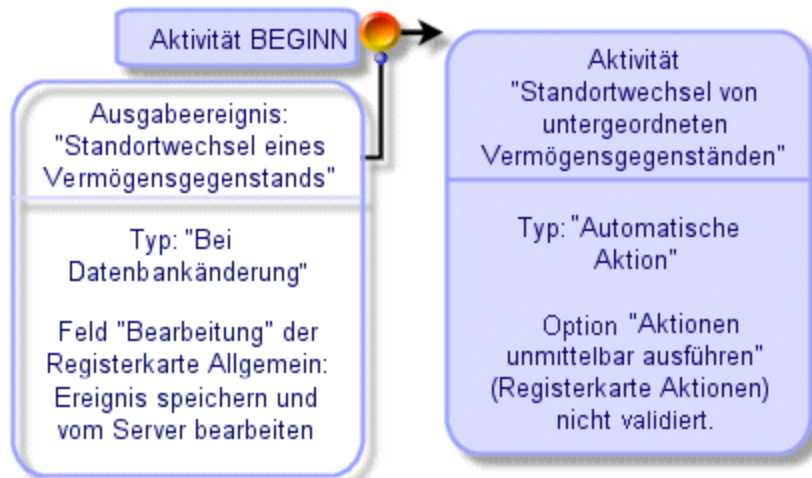 Aktivität BEGINN
Ausgabeereignis:
"Standortwechsel eines
Vermögensgegenstands"
Typ: "Bei
Datenbankänderung"
Feld "Bearbeitung" der
Registerkarte Allgemein:
Ereignis speichern und
vom Server bearbeiten
Aktivität
"Standortwechsel von
untergeordneten
Vermögensgegenständen"
Typ: "Automatische
Aktion"
Option "Aktionen
unmittelbar ausführen"
(Registerkarte Aktionen)
nicht validiert.